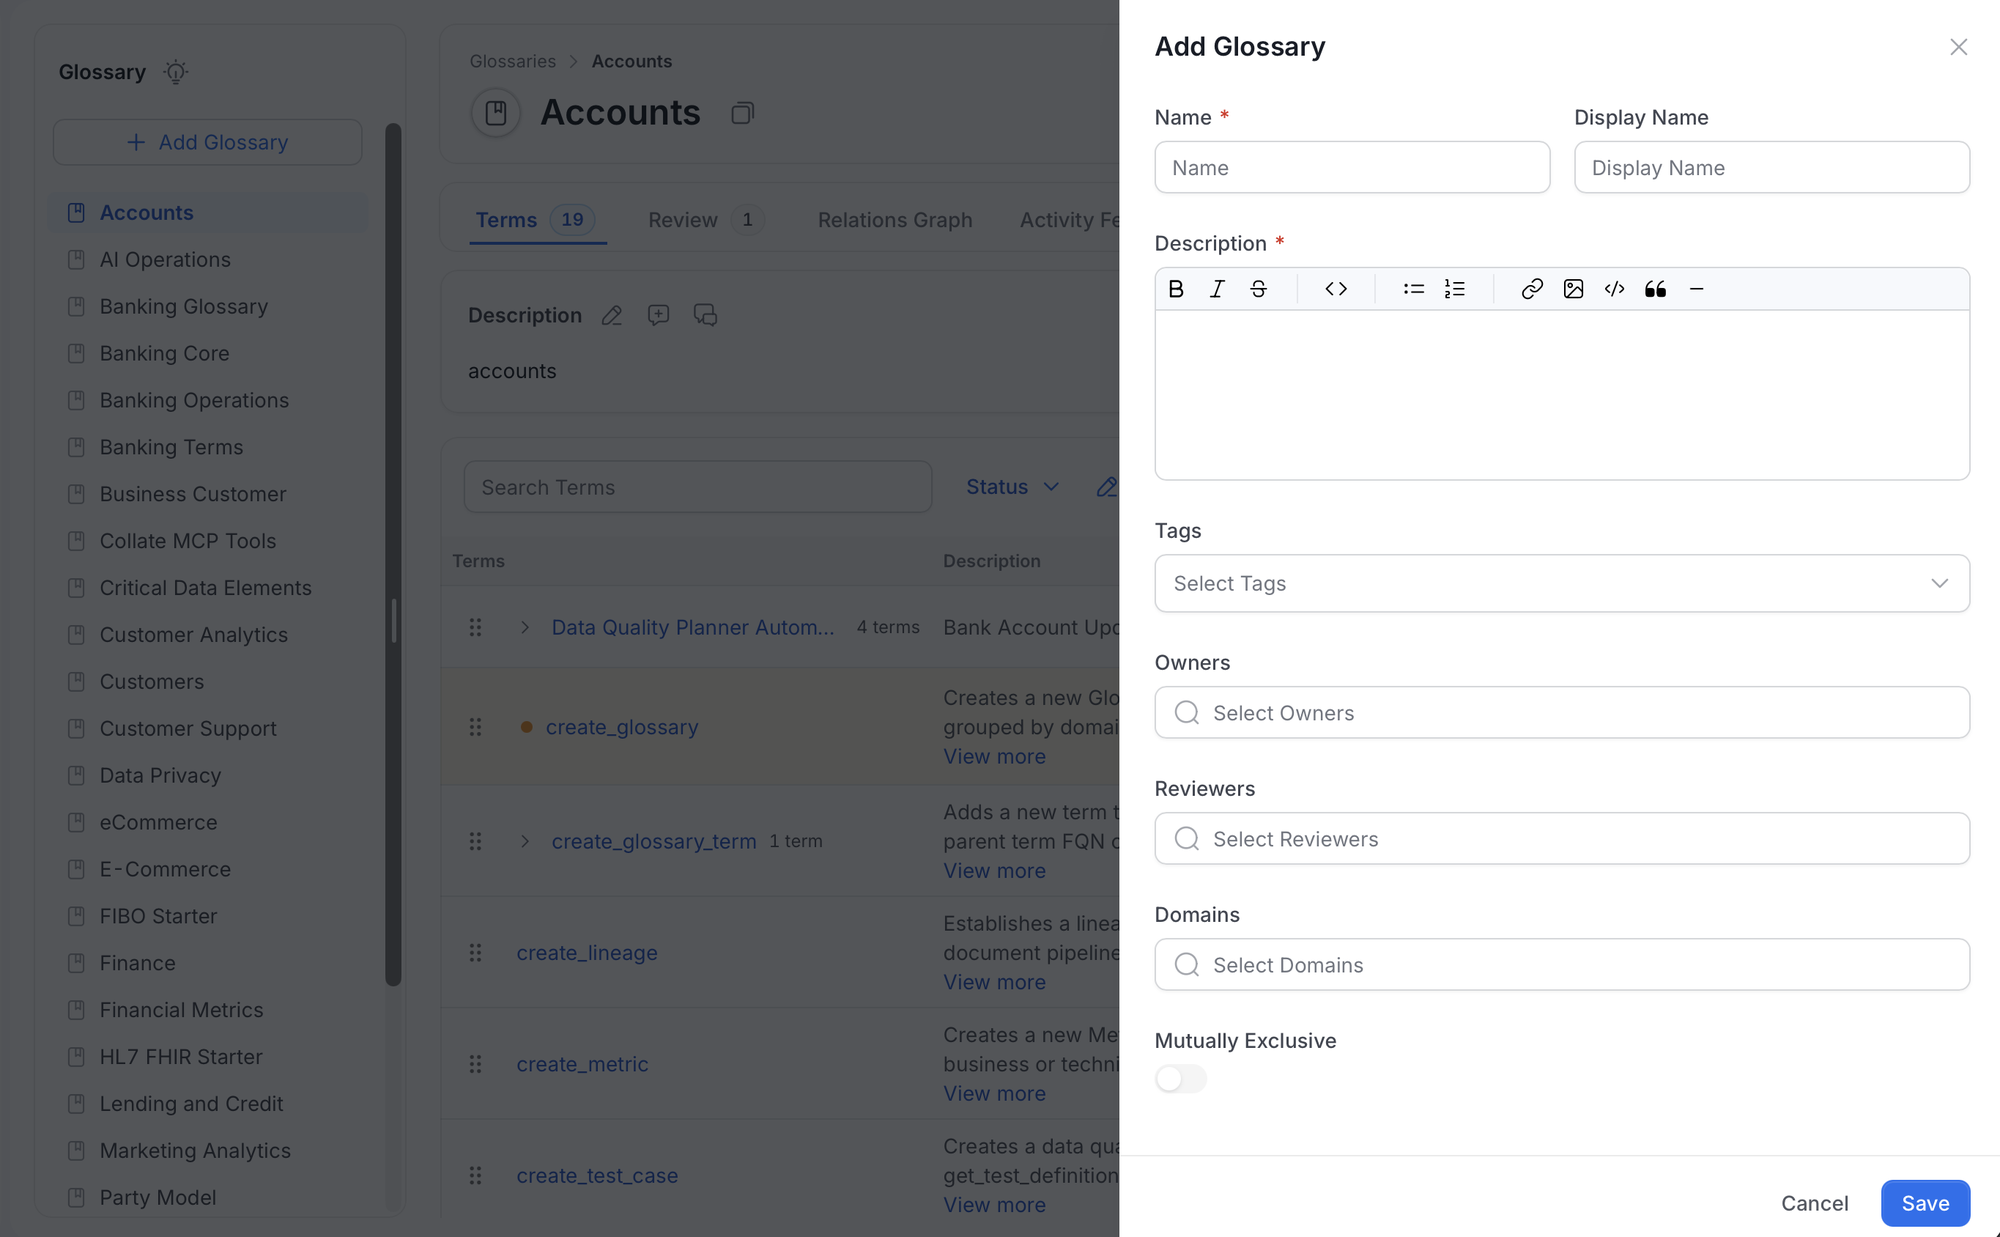 Glossary
Add Glossary
Accounts
AI Operations
Banking Glossary
Banking Core
Banking Operations
Banking Terms
Business Customer
Collate MCP Tools
Critical Data Elements
Customer Analytics
Customers
Customer Support
Data Privacy
eCommerce
E-Commerce
FIBO Starter
Finance
Financial Metrics
HL7 FHIR Starter
Lending and Credit
Marketing Analytics
Party Model
Glossaries > Accounts
Accounts
Terms 19 Review 1 Relations Graph Activity Fe
Description
accounts
Search Terms Status
Terms Description
Data Quality Planner Autom... 4 terms Bank Account Upd
create_glossary
Creates a new Glo
grouped by domai
View more
create_glossary_term 1 term
Adds a new term t
parent term FQN
View more
create_lineage
Establishes a linea
document pipeline
View more
create_metric
Creates a new Me
business or techni
View more
create_test_case
Creates a data qua
get_test_definition
View more
Add Glossary
Name * Display Name
Name Display Name
Description *
Tags
Select Tags
Owners
Select Owners
Reviewers
Select Reviewers
Domains
Select Domains
Mutually Exclusive
Cancel Save